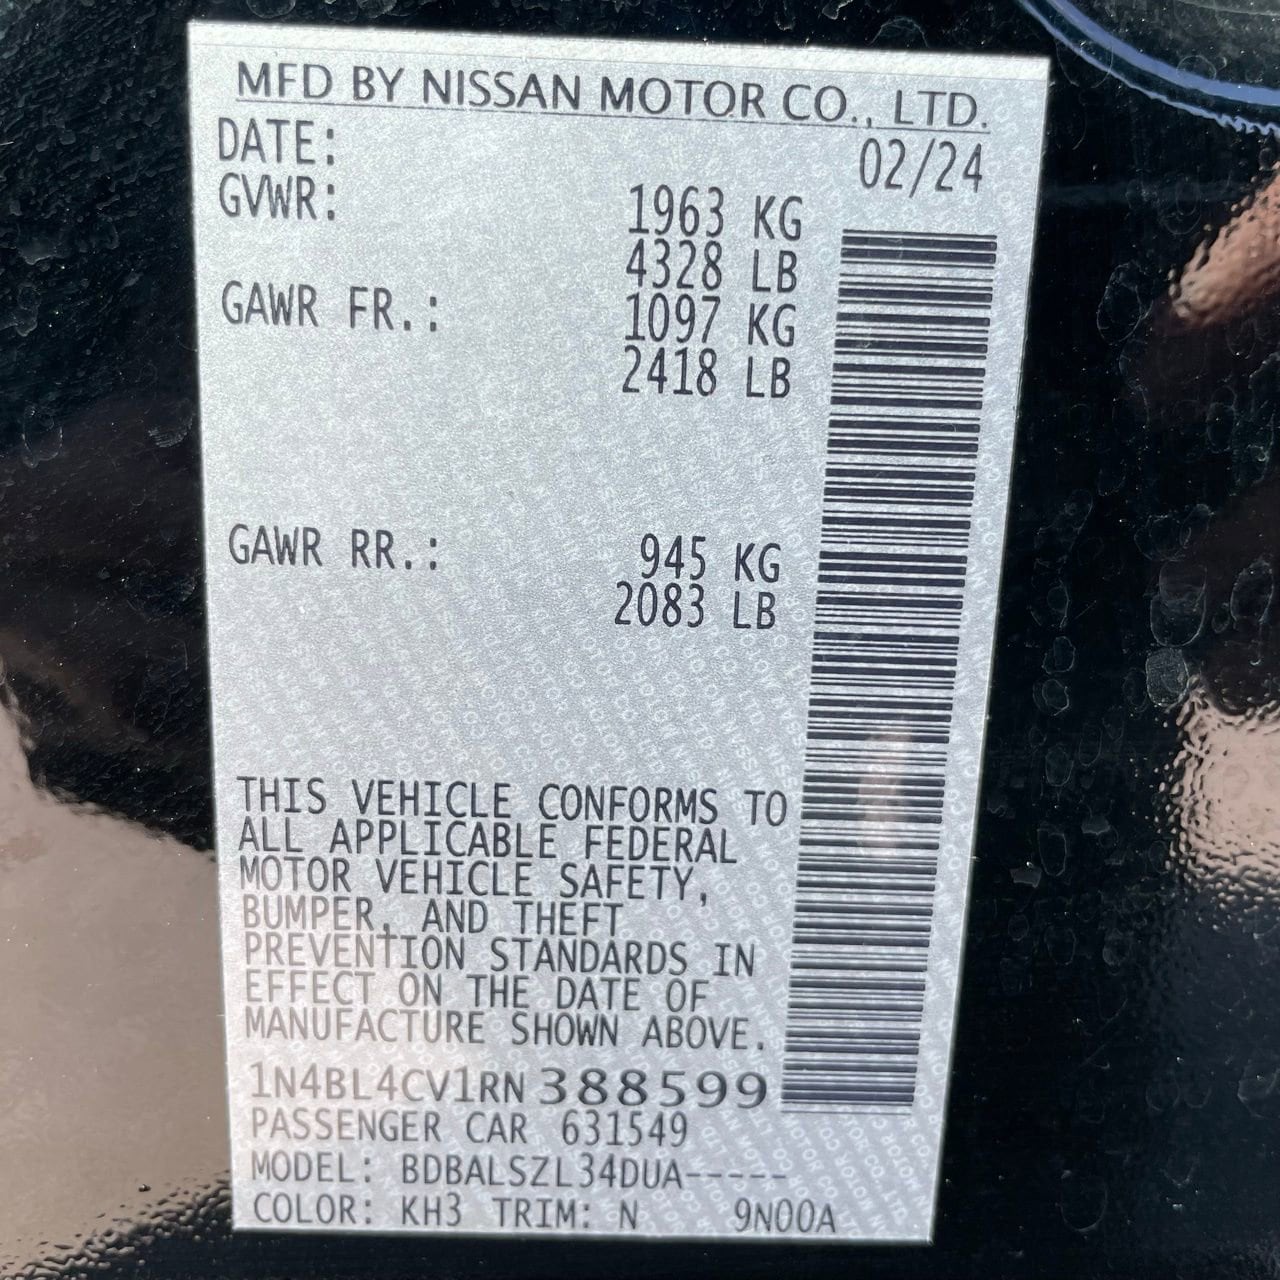 MFD BY NISSAN MOTOR CO., LTD.
DATE: 02/24
GVWR: 1963 KG
4328 LB
GAWR FR.: 1097 KG
2418 LB
GAWR RR.: 945 KG
2083 LB
THIS VEHICLE CONFORMS TO
ALL APPLICABLE FEDERAL
MOTOR VEHICLE SAFETY,
BUMPER, AND THEFT
PREVENTION STANDARDS IN
EFFECT ON THE DATE OF
MANUFACTURE SHOWN ABOVE.
1N4BL4CV1RN388599
PASSENGER CAR 631549
MODEL: BDBALSZL34DUA-----
COLOR: KH3 TRIM: N 9N00A